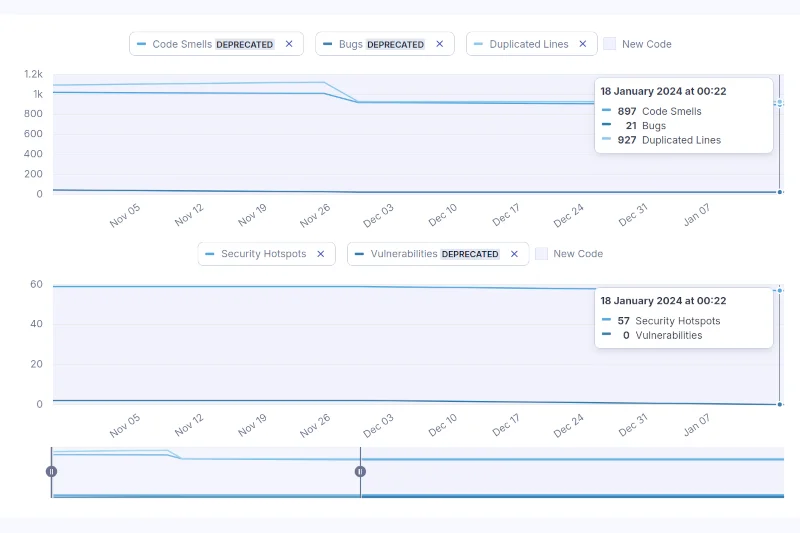 Code Smells DEPRECATED × Bugs DEPRECATED × Duplicated Lines × New Code
1.2k
1k
800
600
400
200
0
18 January 2024 at 00:22
897 Code Smells
21 Bugs
927 Duplicated Lines
Nov 05 Nov 12 Nov 19 Nov 26 Dec 03 Dec 10 Dec 17 Dec 24 Dec 31 Jan 07
Security Hotspots × Vulnerabilities DEPRECATED × New Code
60
40
20
0
18 January 2024 at 00:22
57 Security Hotspots
0 Vulnerabilities
Nov 05 Nov 12 Nov 19 Nov 26 Dec 03 Dec 10 Dec 17 Dec 24 Dec 31 Jan 07